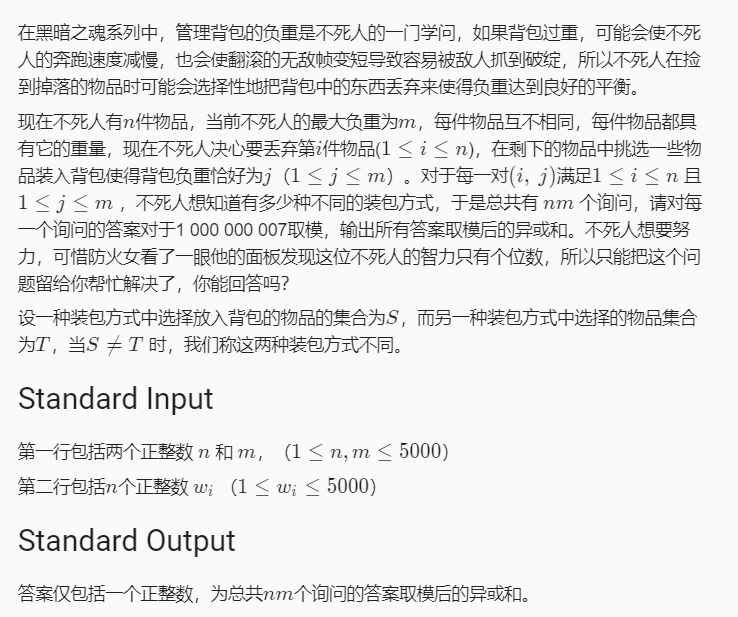 在黑暗之魂系列中，管理背包的负重是不死人的一门学问，如果背包过重，可能会使不死
人的奔跑速度减慢，也会使翻滚的无敌帧变短导致容易被敌人抓到破绽，所以不死人在捡
到掉落的物品时可能会选择性地把背包中的东西丢弃来使得负重达到良好的平衡。
现在不死人有n件物品，当前不死人的最大负重为m，每件物品互不相同，每件物品都具
有它的重量，现在不死人决心要丢弃第i件物品(1 ≤ i ≤ n)，在剩下的物品中挑选一些物
品装入背包使得背包负重恰好为j（1 ≤ j ≤ m）。对于每一对(i, j)满足1 ≤ i ≤ n 且
1 ≤ j ≤ m ，不死人想知道有多少种不同的装包方式，于是总共有 nm 个询问，请对每
一个询问的答案对于1 000 000 007取模，输出所有答案取模后的异或和。不死人想要努
力，可惜防火女看了一眼他的面板发现这位不死人的智力只有个位数，所以只能把这个问
题留给你帮忙解决了，你能回答吗？
设一种装包方式中选择放入背包的物品的集合为S，而另一种装包方式中选择的物品集合
为T，当S ≠ T 时，我们称这两种装包方式不同。
Standard Input
第一行包括两个正整数 n 和 m，（1 ≤ n, m ≤ 5000）
第二行包括n个正整数 wᵢ （1 ≤ wᵢ ≤ 5000）
Standard Output
答案仅包括一个正整数，为总共nm个询问的答案取模后的异或和。